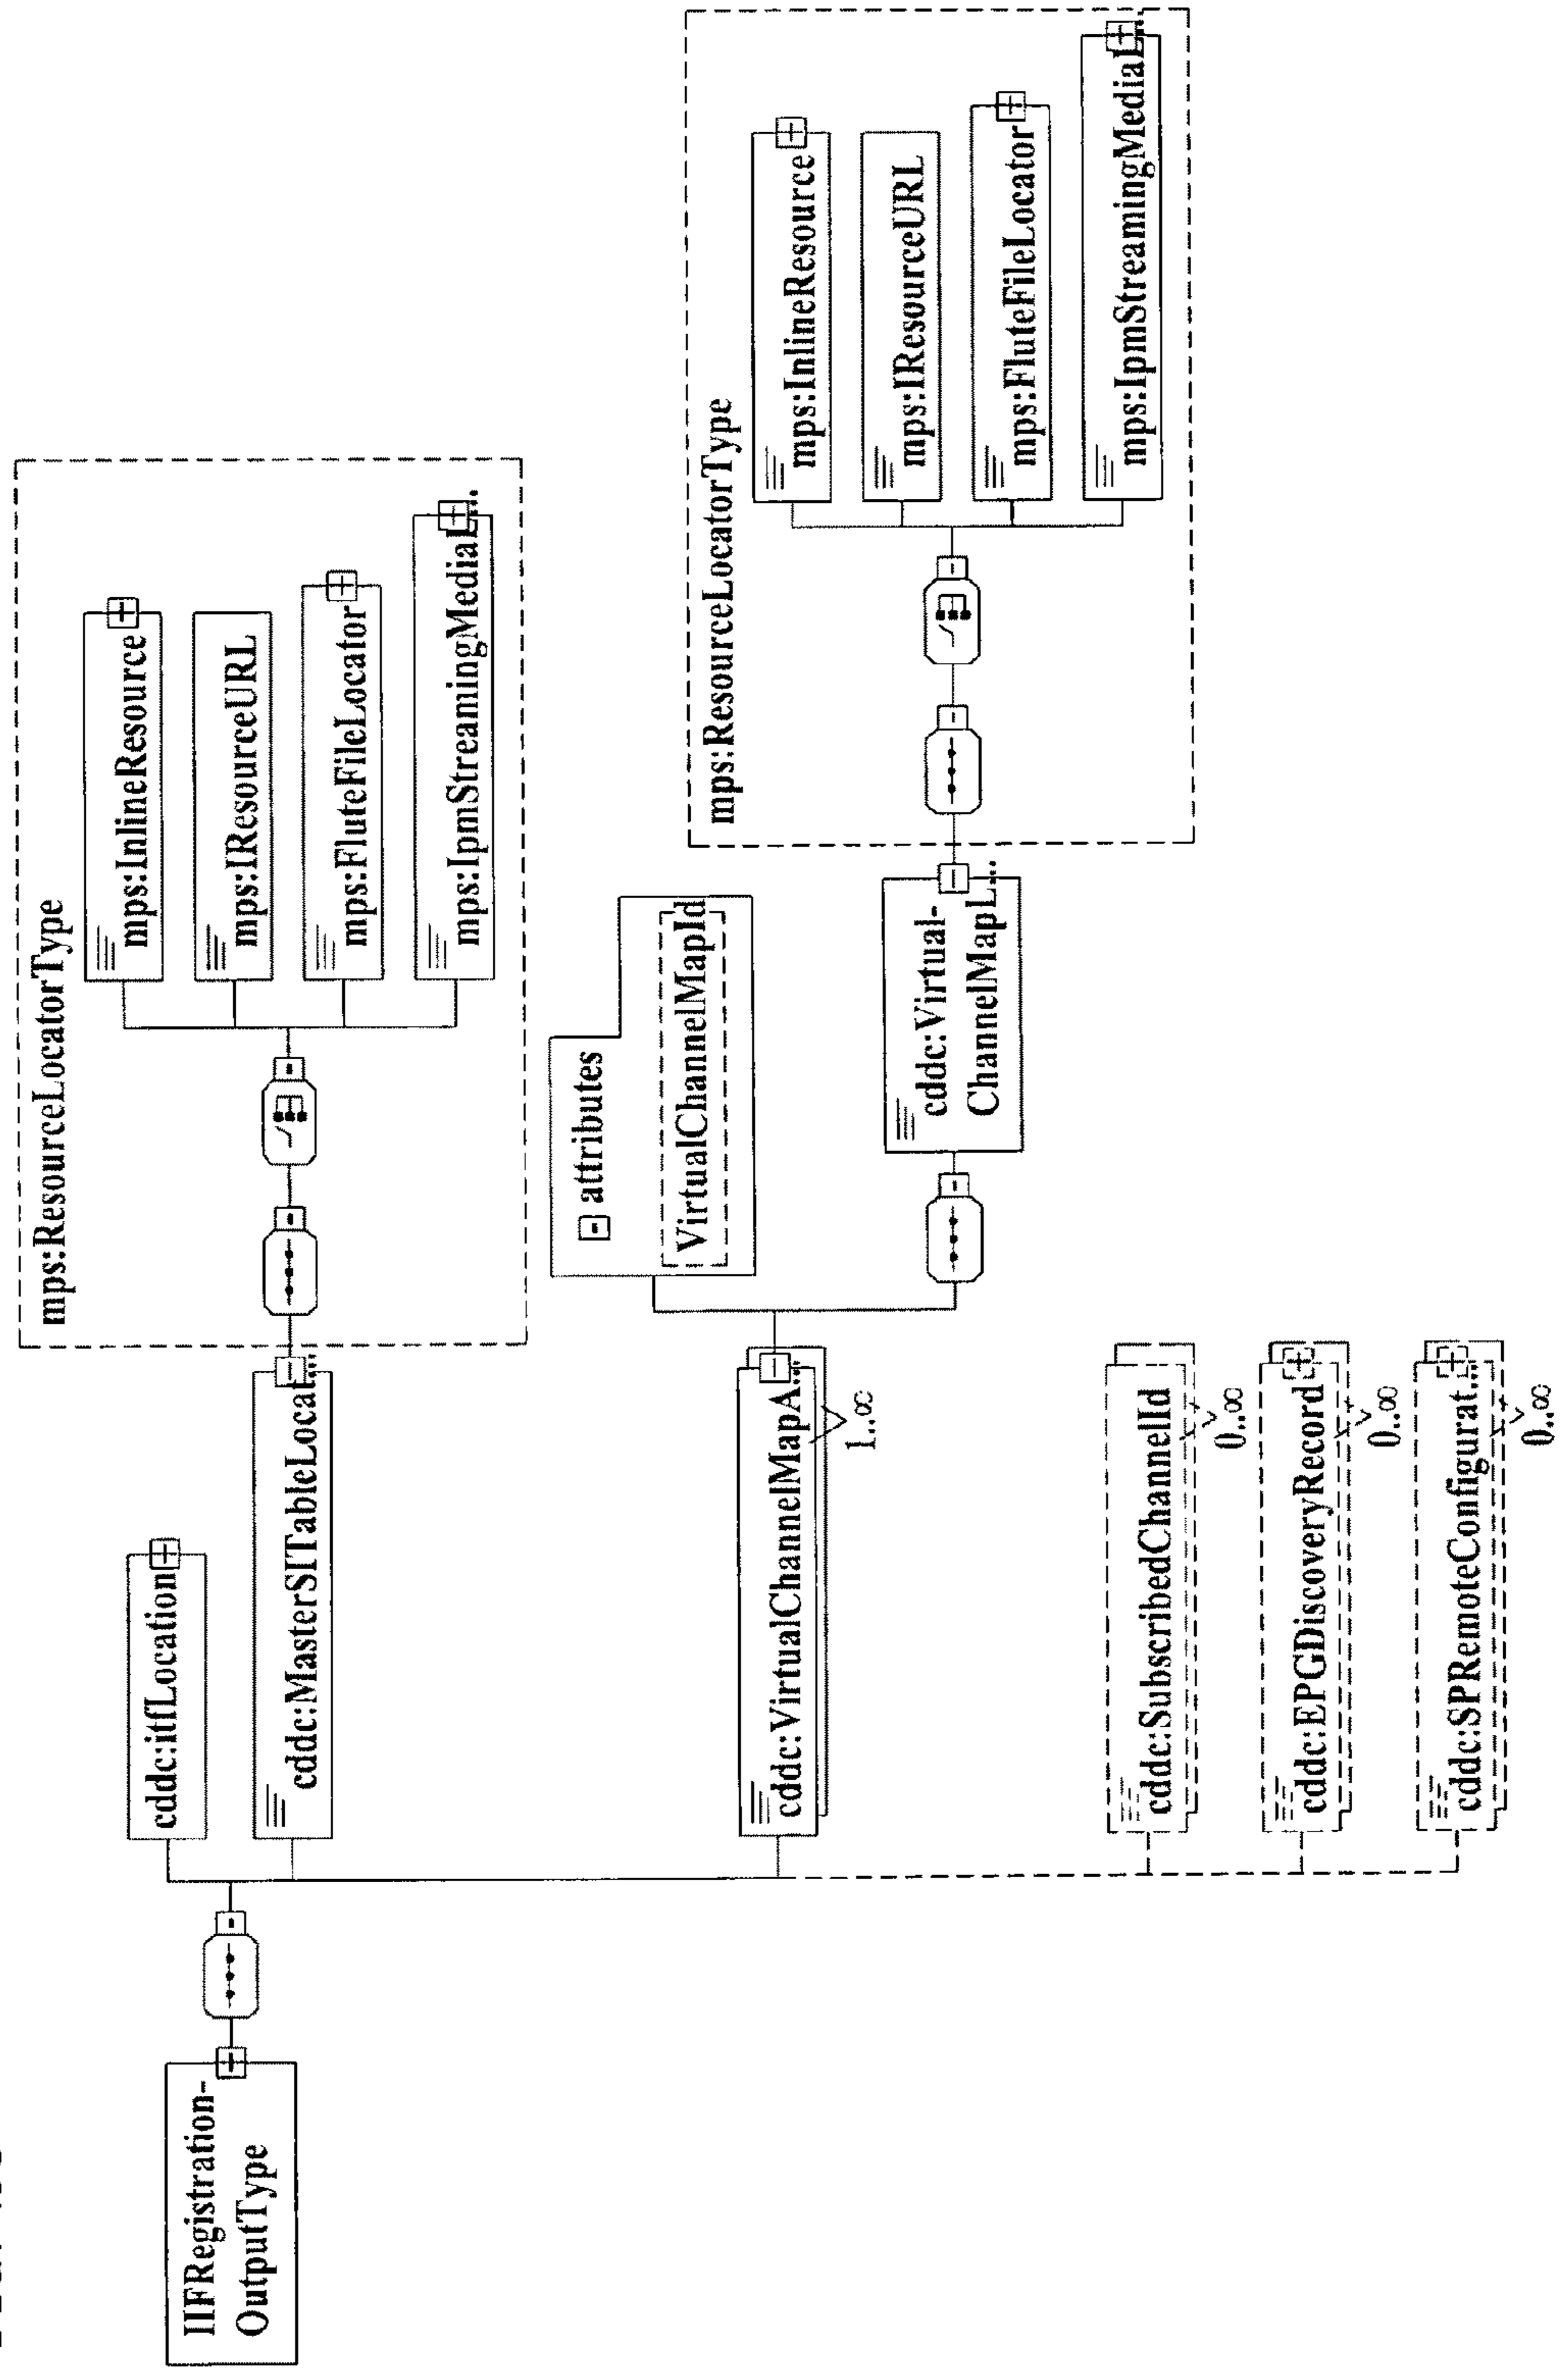 IIFRegistration-
OutputType
cddc:itfLocation
cddc:MasterSITableLocat...
mps:ResourceLocatorType
mps:InlineResource
mps:IResourceURL
mps:FluteFileLocator
mps:IpmStreamingMediaL...
cddc:VirtualChannelMapA...
1..∞
attributes
VirtualChannelMapId
cddc:Virtual-
ChannelMapL...
mps:ResourceLocatorType
mps:InlineResource
mps:IResourceURL
mps:FluteFileLocator
mps:IpmStreamingMediaL...
cddc:SubscribedChannelId
0..∞
cddc:EPGDiscoveryRecord
0..∞
cddc:SPRemoteConfigurat...
0..∞